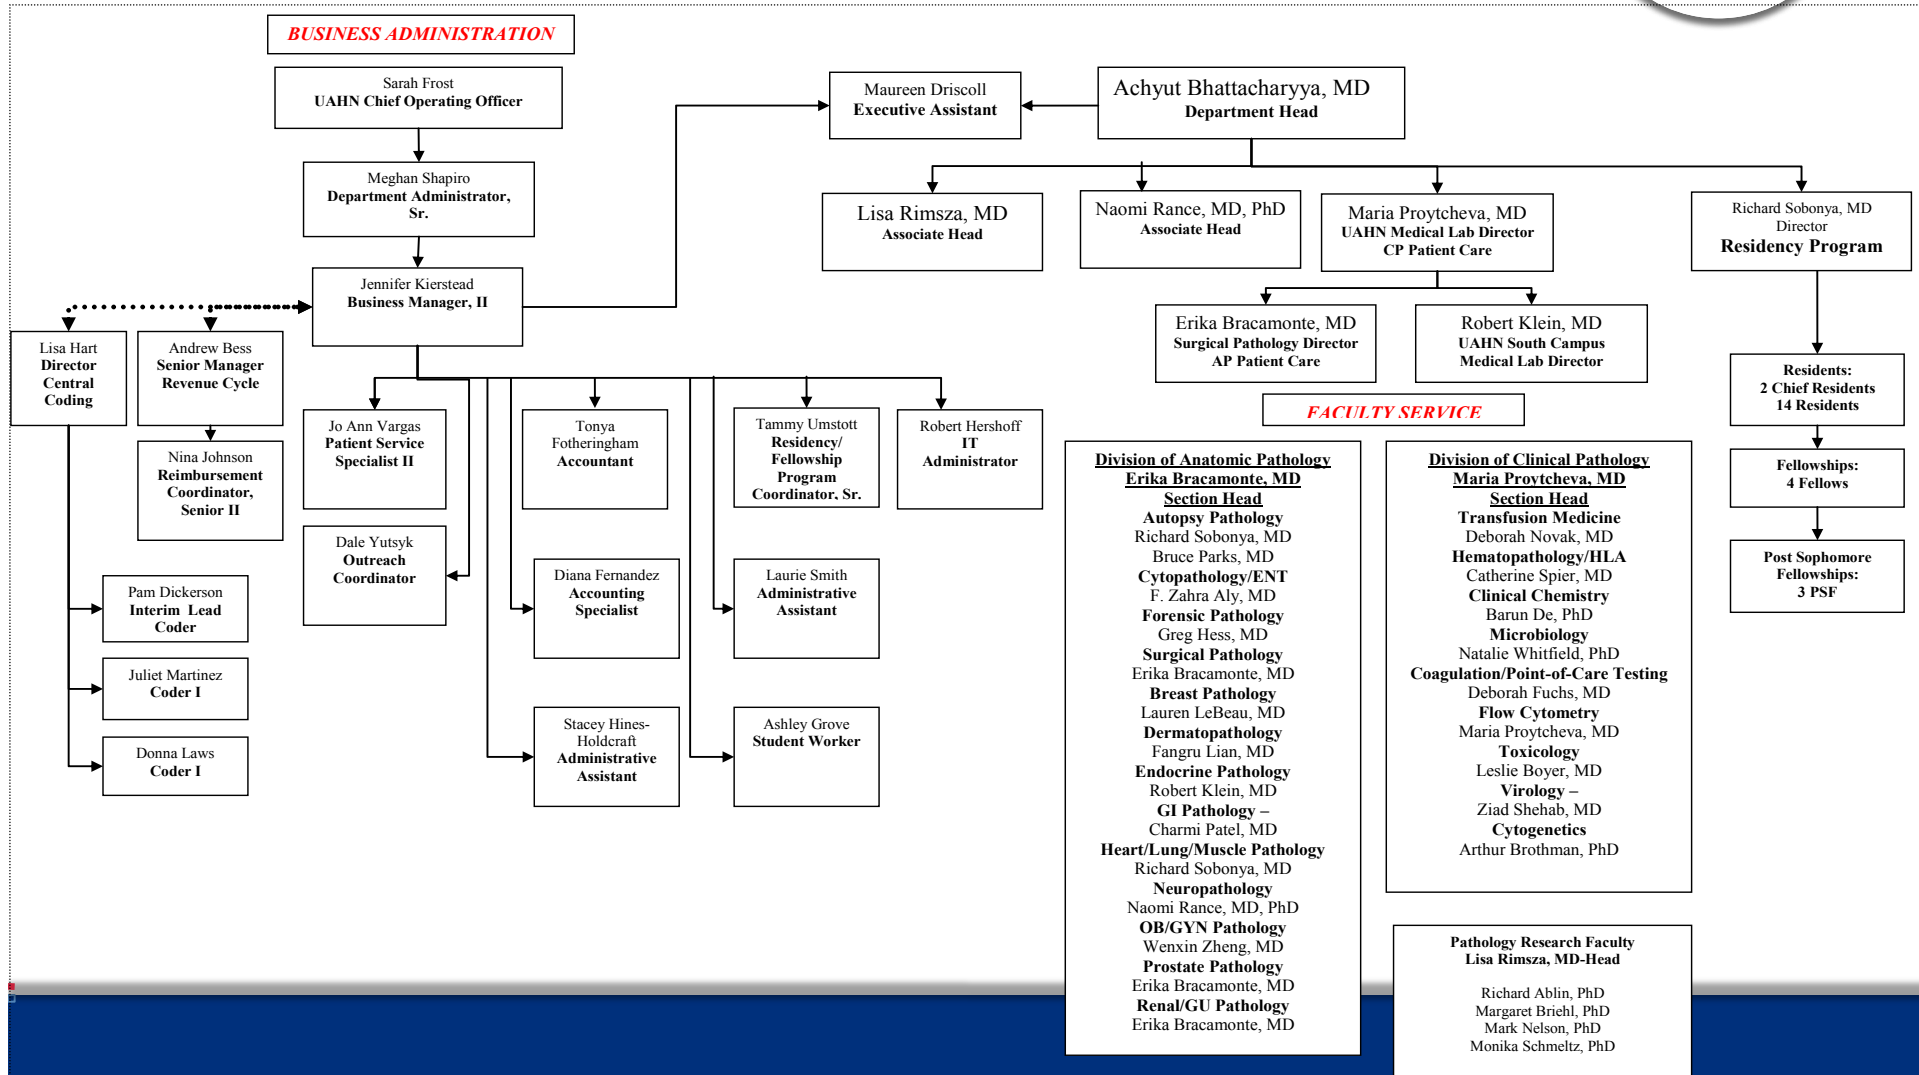 BUSINESS ADMINISTRATION
Sarah Frost
UAHN Chief Operating Officer
Meghan Shapiro
Department Administrator,
Sr.
Jennifer Kierstead
Business Manager, II
Maureen Driscoll
Executive Assistant
Achyut Bhattacharyya, MD
Department Head
Lisa Rimsza, MD
Associate Head
Naomi Rance, MD, PhD
Associate Head
Maria Proytcheva, MD
UAHN Medical Lab Director
CP Patient Care
Richard Sobonya, MD
Director
Residency Program
Erika Bracamonte, MD
Surgical Pathology Director
AP Patient Care
Robert Klein, MD
UAHN South Campus
Medical Lab Director
Residents:
2 Chief Residents
14 Residents
Fellowships:
4 Fellows
Post Sophomore
Fellowships:
3 PSF
Lisa Hart
Director
Central
Coding
Andrew Bess
Senior Manager
Revenue Cycle
Nina Johnson
Reimbursement
Coordinator,
Senior II
Pam Dickerson
Interim Lead
Coder
Juliet Martinez
Coder I
Donna Laws
Coder I
Jo Ann Vargas
Patient Service
Specialist II
Tonya
Fotheringham
Accountant
Tammy Umstott
Residency/
Fellowship
Program
Coordinator, Sr.
Robert Hershoff
IT
Administrator
Dale Yutsyk
Outreach
Coordinator
Diana Fernandez
Accounting
Specialist
Laurie Smith
Administrative
Assistant
Stacey Hines-
Holdcraft
Administrative
Assistant
Ashley Grove
Student Worker
FACULTY SERVICE
Division of Anatomic Pathology
Erika Bracamonte, MD
Section Head
Autopsy Pathology
Richard Sobonya, MD
Bruce Parks, MD
Cytopathology/ENT
F. Zahra Aly, MD
Forensic Pathology
Greg Hess, MD
Surgical Pathology
Erika Bracamonte, MD
Breast Pathology
Lauren LeBeau, MD
Dermatopathology
Fangru Lian, MD
Endocrine Pathology
Robert Klein, MD
GI Pathology –
Charmi Patel, MD
Heart/Lung/Muscle Pathology
Richard Sobonya, MD
Neuropathology
Naomi Rance, MD, PhD
OB/GYN Pathology
Wenxin Zheng, MD
Prostate Pathology
Erika Bracamonte, MD
Renal/GU Pathology
Erika Bracamonte, MD
Division of Clinical Pathology
Maria Proytcheva, MD
Section Head
Transfusion Medicine
Deborah Novak, MD
Hematopathology/HLA
Catherine Spier, MD
Clinical Chemistry
Barun De, PhD
Microbiology
Natalie Whitfield, PhD
Coagulation/Point-of-Care Testing
Deborah Fuchs, MD
Flow Cytometry
Maria Proytcheva, MD
Toxicology
Leslie Boyer, MD
Virology –
Ziad Shehab, MD
Cytogenetics
Arthur Brothman, PhD
Pathology Research Faculty
Lisa Rimsza, MD-Head
Richard Ablin, PhD
Margaret Briehl, PhD
Mark Nelson, PhD
Monika Schmeltz, PhD